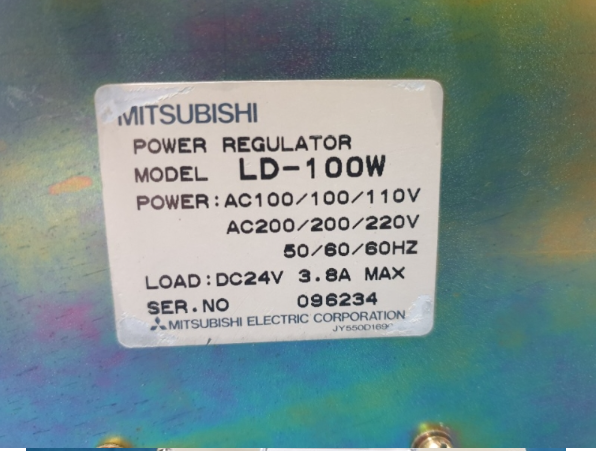 MITSUBISHI
POWER REGULATOR
MODEL LD-100W
POWER:AC100/100/110V
AC200/200/220V
50/60/60HZ
LOAD:DC24V 3.8A MAX
SER.NO 096234
MITSUBISHI ELECTRIC CORPORATION